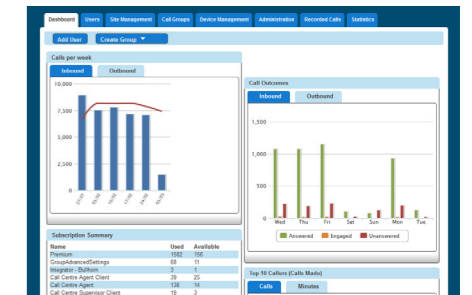 Dashboard Users Site Management Call Groups Device Management Administrative Recorded Calls Statistics
Add User Create Group
Calls per week
Inbound Outbound
10,000
7,500
5,000
2,500
0
Call Outcomes
Inbound Outbound
1,500
1,000
500
0
Wed Thu Fri Sat Sun Mon Tue
Answered Engaged Unanswered
Subscription Summary
Name Used Available
Premium 1582 156
GroupAdvancedSettings 68 11
Integrator - Bullhorn 3 1
Call Centre Agent Client 39 25
Call Centre Agent 136 14
Call Centre Supervisor Client 19 3
Top 10 Callers (Calls Made)
Calls Minutes